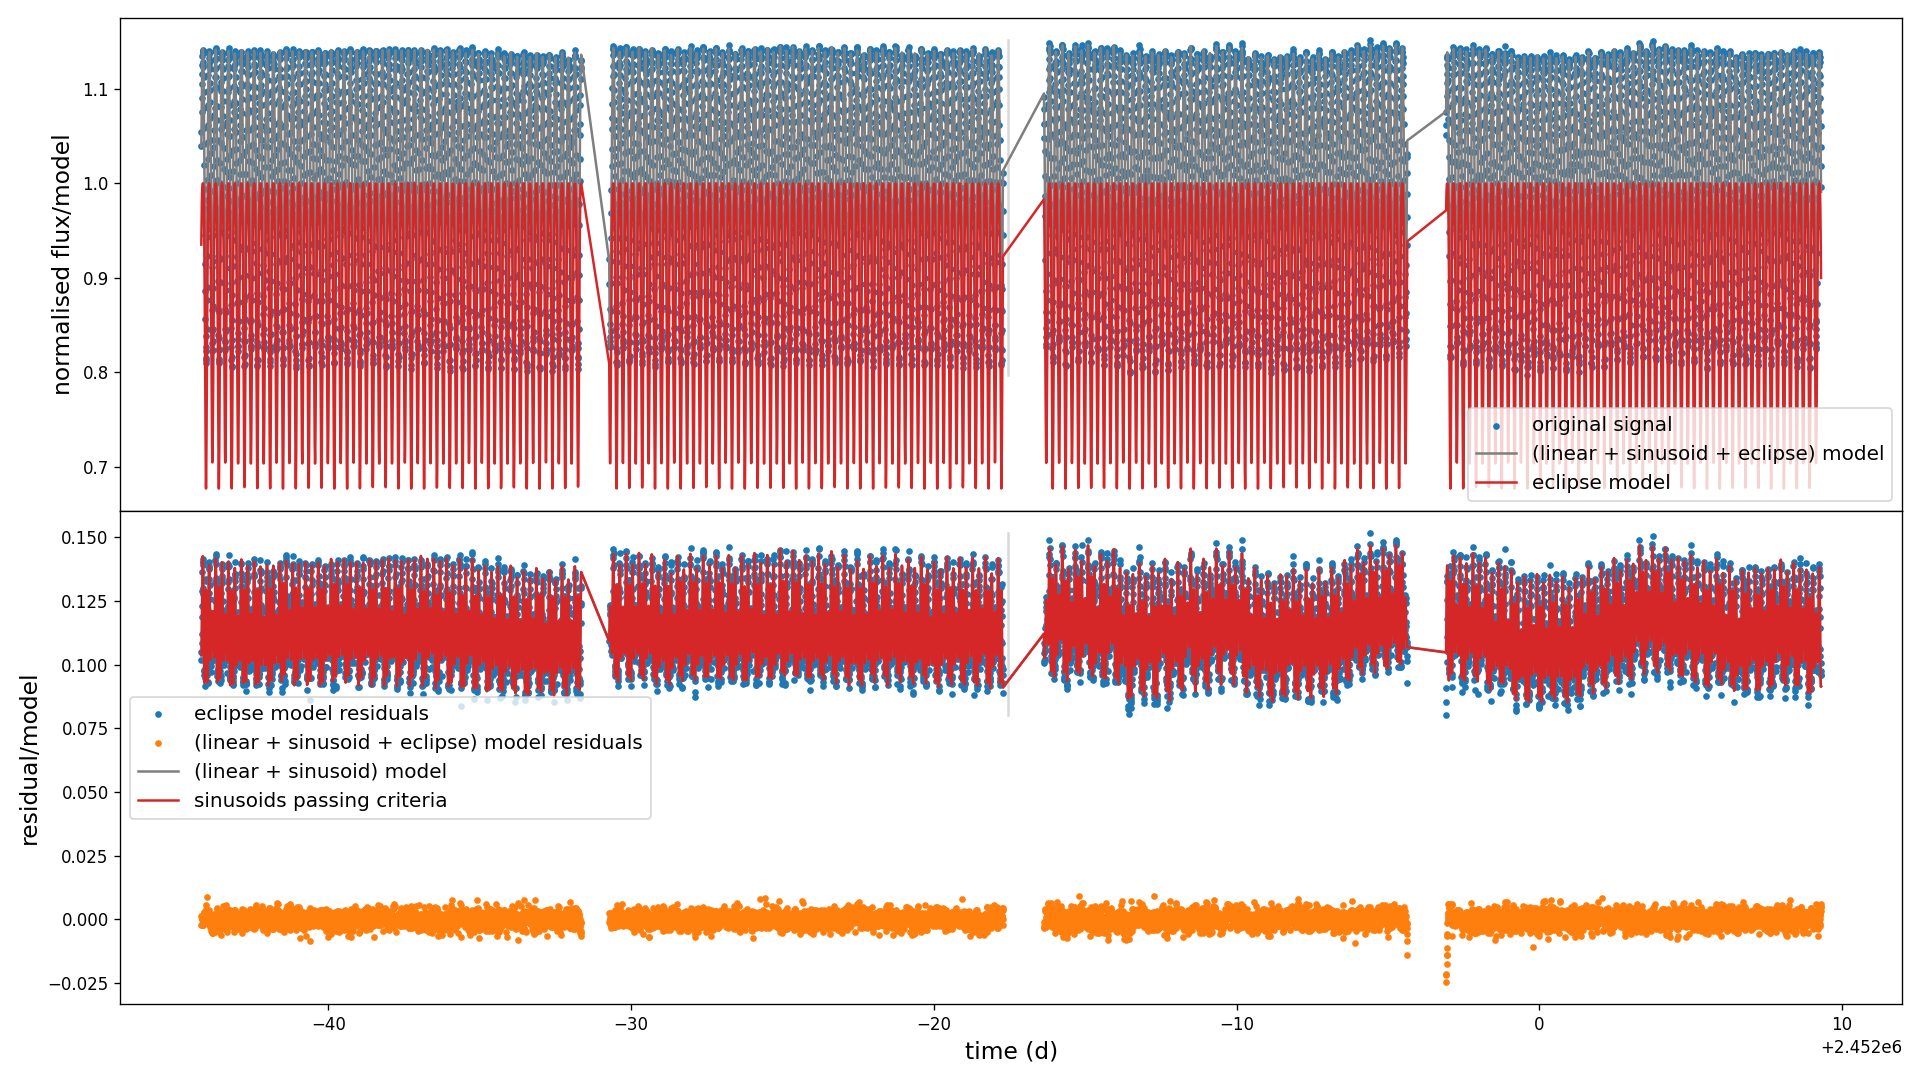 normalised flux/model
1.1
1.0
0.9
0.8
0.7
original signal
(linear + sinusoid + eclipse) model
eclipse model
residual/model
0.150
0.125
0.100
0.075
0.050
0.025
0.000
−0.025
eclipse model residuals
(linear + sinusoid + eclipse) model residuals
(linear + sinusoid) model
sinusoids passing criteria
−40 −30 −20 −10 0 10
time (d)
+2.452e6